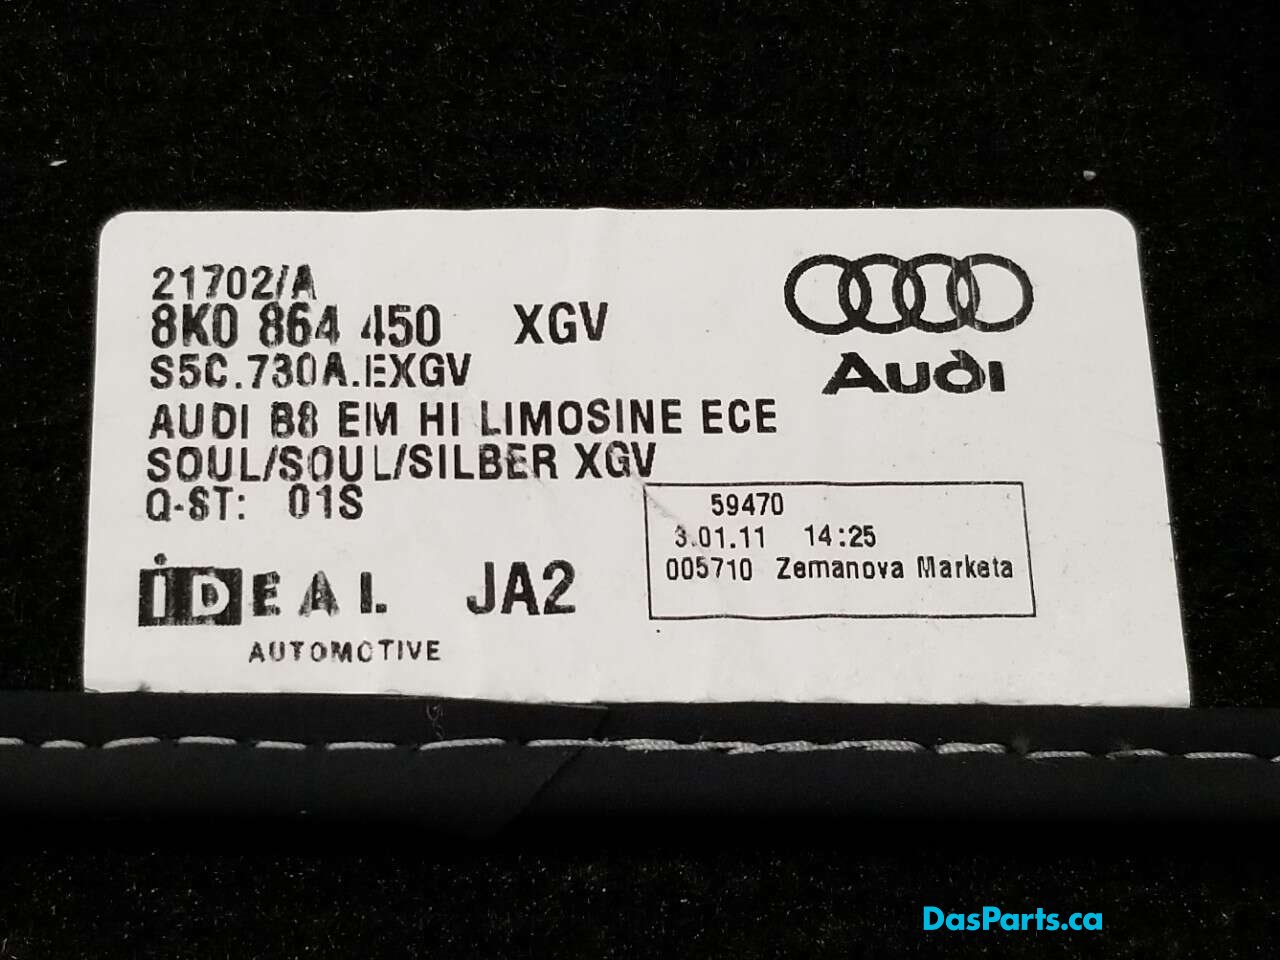 21702/A
8K0 864 450 XGV
S5C.730A.EXGV
AUDI B8 EM HI LIMOSINE ECE
SOUL/SOUL/SILBER XGV
Q-ST: 01S
Audi
59470
3.01.11 14:25
005710 Zemanova Marketa
iDEAL JA2
AUTOMOTIVE
DasParts.ca